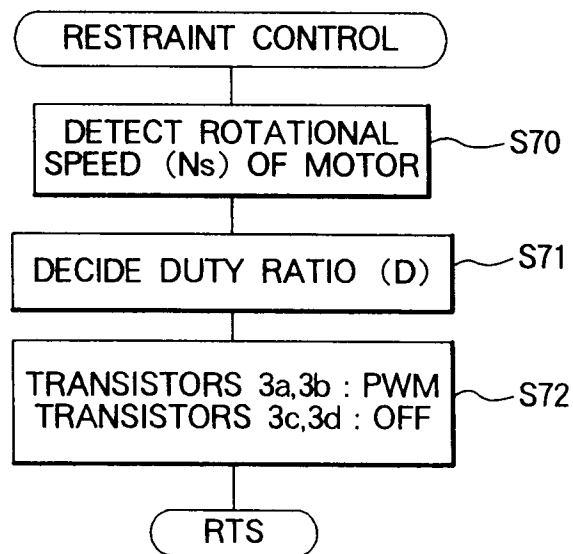 RESTRAINT CONTROL
DETECT ROTATIONAL
SPEED (Ns) OF MOTOR
S70
DECIDE DUTY RATIO (D)
S71
TRANSISTORS 3a,3b : PWM
TRANSISTORS 3c,3d : OFF
S72
RTS